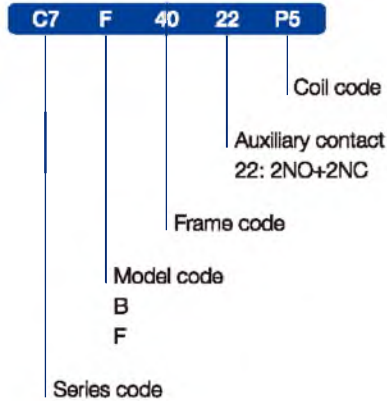 C7 F 40 22 P5
Coil code
Auxiliary contact
22: 2NO+2NC
Frame code
Model code
B
F
Series code